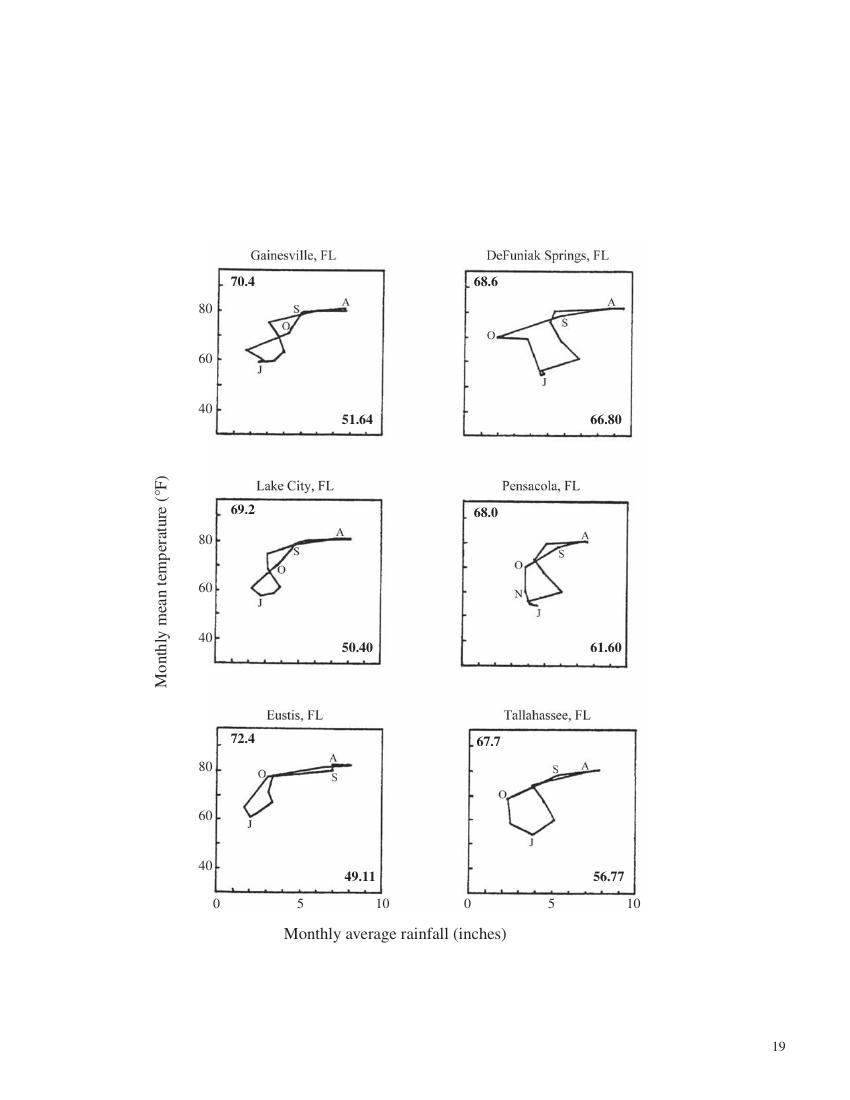 Gainesville, FL
70.4
80
60
40
S
A
O
J
51.64
DeFuniak Springs, FL
68.6
A
S
O
J
66.80
Monthly mean temperature (°F)
Lake City, FL
69.2
80
60
40
A
S
O
J
50.40
Pensacola, FL
68.0
A
S
O
N
J
61.60
Eustis, FL
72.4
80
60
40
A
O
S
J
49.11
0 5 10
Tallahassee, FL
67.7
S
A
O
J
56.77
0 5 10
Monthly average rainfall (inches)
19